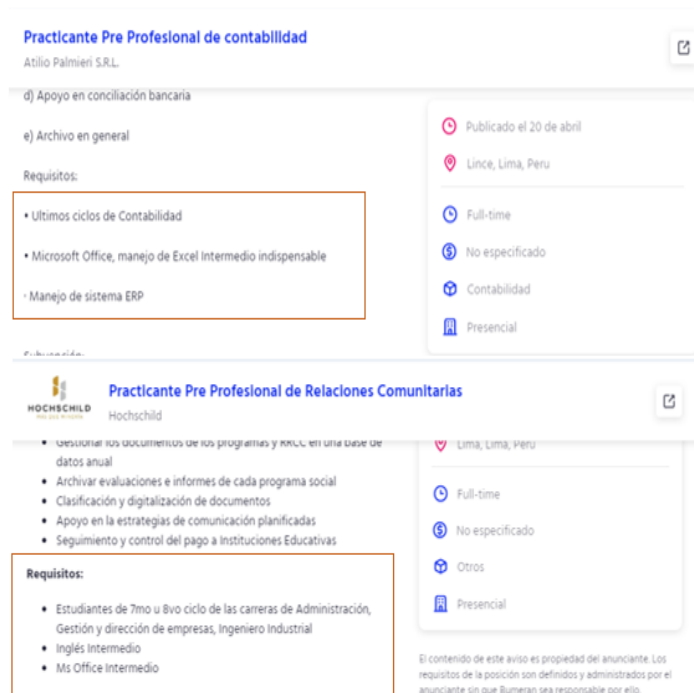 Practicante Pre Profesional de contabilidad
Atilio Palmieri S.R.L.
d) Apoyo en conciliación bancaria
e) Archivo en general
Requisitos:
• Ultimos ciclos de Contabilidad
• Microsoft Office, manejo de Excel Intermedio indispensable
· Manejo de sistema ERP
Publicado el 20 de abril
Lince, Lima, Peru
Full-time
No especificado
Contabilidad
Presencial
Subvención:
HOCHSCHILD
Practicante Pre Profesional de Relaciones Comunitarias
Hochschild
• Gestionar los documentos de los programas y RRCC en una base de
datos anual
• Archivar evaluaciones e informes de cada programa social
• Clasificación y digitalización de documentos
• Apoyo en la estrategias de comunicación planificadas
• Seguimiento y control del pago a Instituciones Educativas
Requisitos:
• Estudiantes de 7mo u 8vo ciclo de las carreras de Administración,
Gestión y dirección de empresas, Ingeniero Industrial
• Inglés Intermedio
• Ms Office Intermedio
Lima, Lima, Peru
Full-time
No especificado
Otros
Presencial
El contenido de este aviso es propiedad del anunciante. Los
requisitos de la posición son definidos y administrados por el
anunciante sin que Bumeran sea responsable por ello.